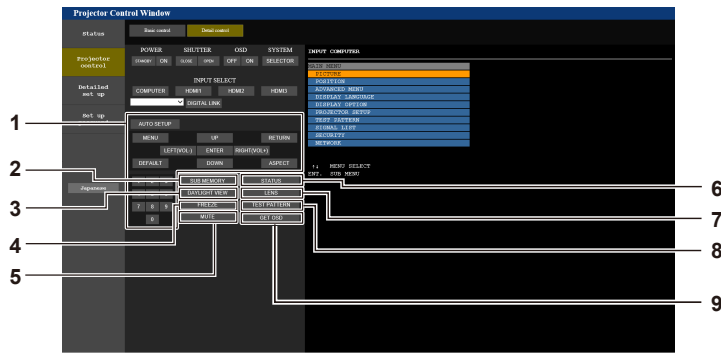 Projector Control Window
Status
Basic control
Detail control
Projector
control
Detailed
set up
Set up
Japanese
POWER SHUTTER OSD SYSTEM
STANDBY ON CLOSE OPEN OFF ON SELECTOR
INPUT SELECT
COMPUTER HDMI1 HDMI2 HDMI3
DIGITAL LINK
AUTO SETUP
MENU UP RETURN
LEFT(VOL-) ENTER RIGHT(VOL+)
DEFAULT DOWN ASPECT
SUB MEMORY STATUS
DAYLIGHT VIEW LENS
7 8 9 FREEZE TEST PATTERN
0 MUTE GET OSD
INPUT COMPUTER
MAIN MENU
PICTURE
POSITION
ADVANCED MENU
DISPLAY LANGUAGE
DISPLAY OPTION
PROJECTOR SETUP
TEST PATTERN
SIGNAL LIST
SECURITY
NETWORK
↑↓ MENU SELECT
ENT. SUB MENU
1
2
3
4
5
6
7
8
9